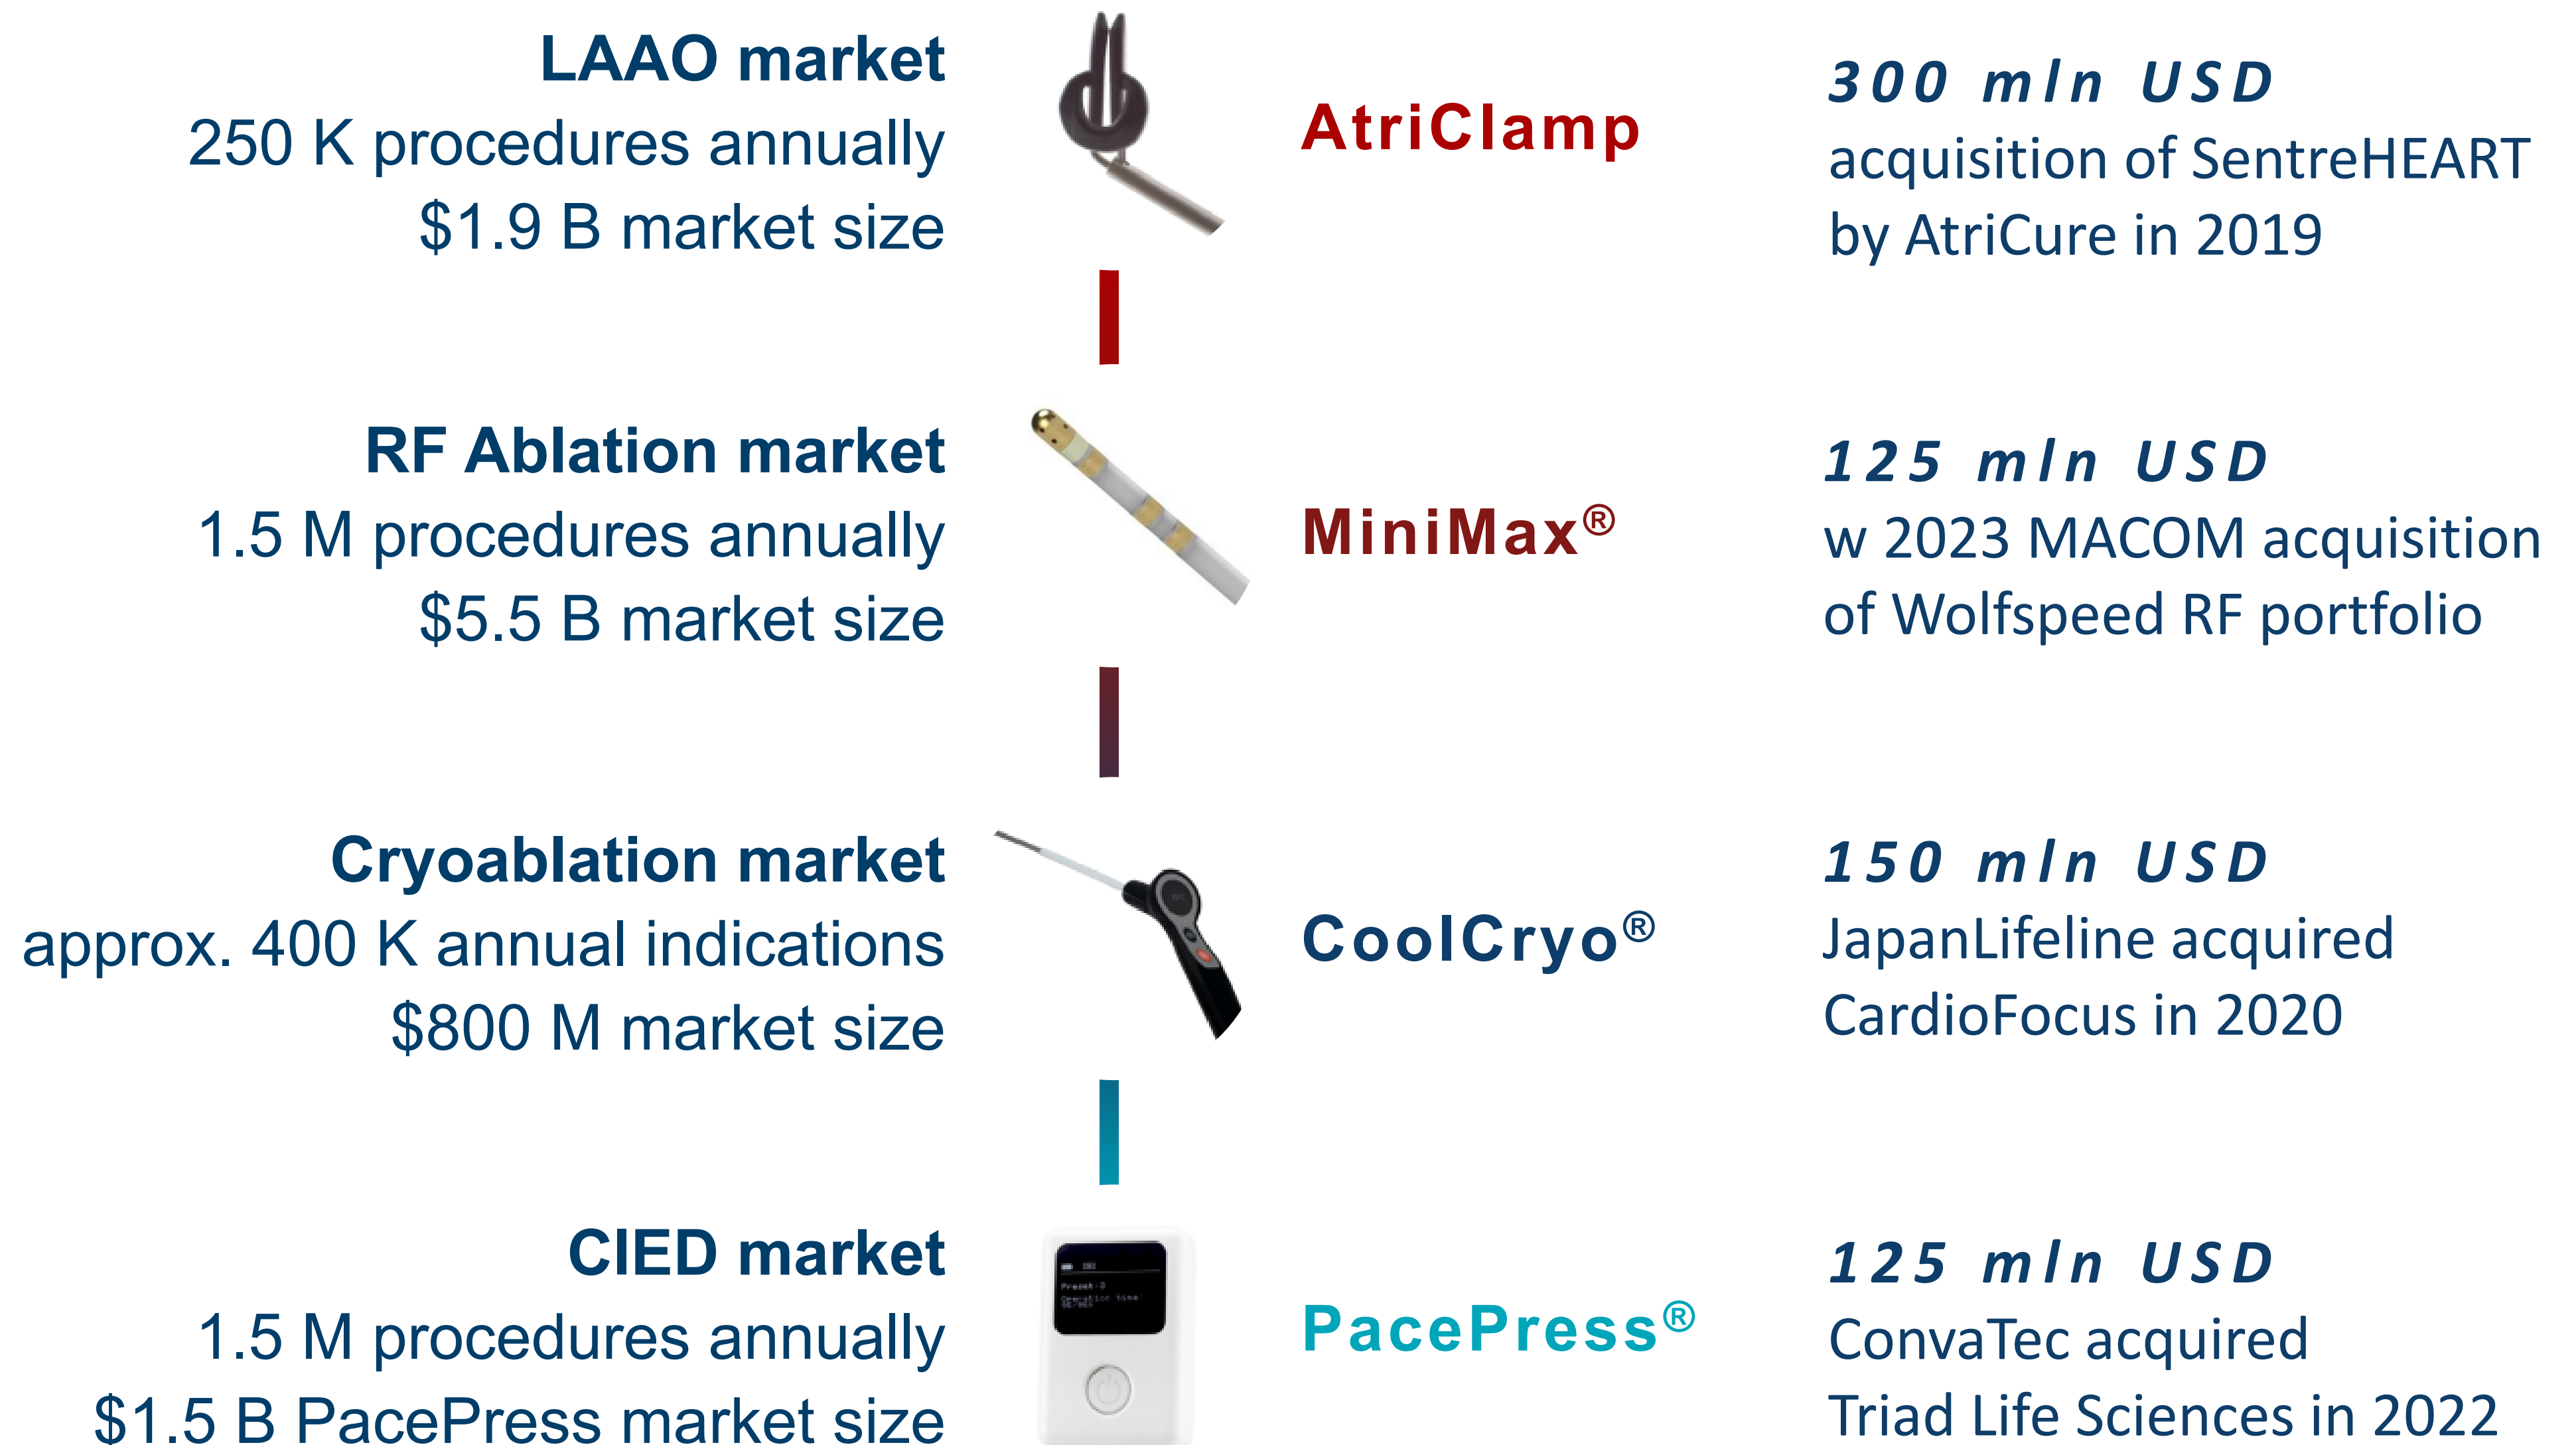 LAAO market
250 K procedures annually
$1.9 B market size
AtriClamp
300 mln USD
acquisition of SentreHEART
by AtriCure in 2019
RF Ablation market
1.5 M procedures annually
$5.5 B market size
MiniMax®
125 mln USD
w 2023 MACOM acquisition
of Wolfspeed RF portfolio
Cryoablation market
approx. 400 K annual indications
$800 M market size
CoolCryo®
150 mln USD
JapanLifeline acquired
CardioFocus in 2020
CIED market
1.5 M procedures annually
$1.5 B PacePress market size
Operation time:
PacePress®
125 mln USD
ConvaTec acquired
Triad Life Sciences in 2022